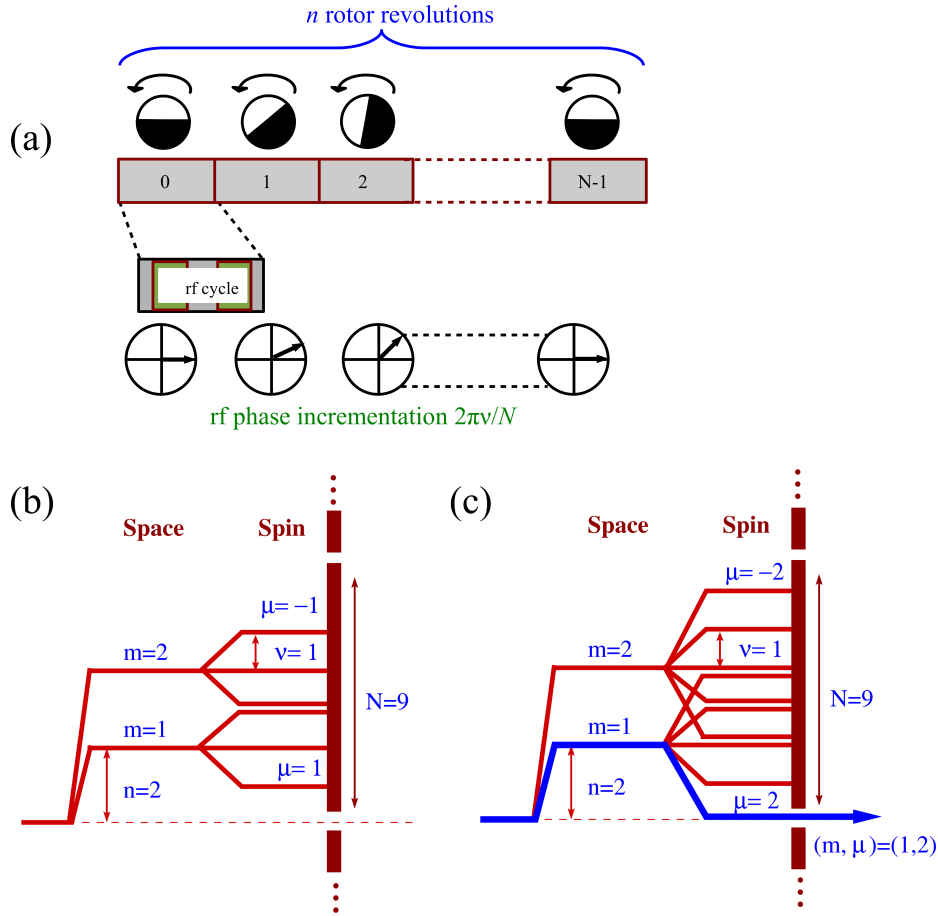 n rotor revolutions
(a)
0 1 2 N-1
rf cycle
rf phase incrementation 2πν/N
(b) (c)
Space Spin Space Spin
μ= −1 μ= −2
m=2 ν= 1 m=2 ν= 1
N=9 N=9
m=1 m=1
n=2 μ= 1 n=2 μ= 2
(m, μ)=(1,2)